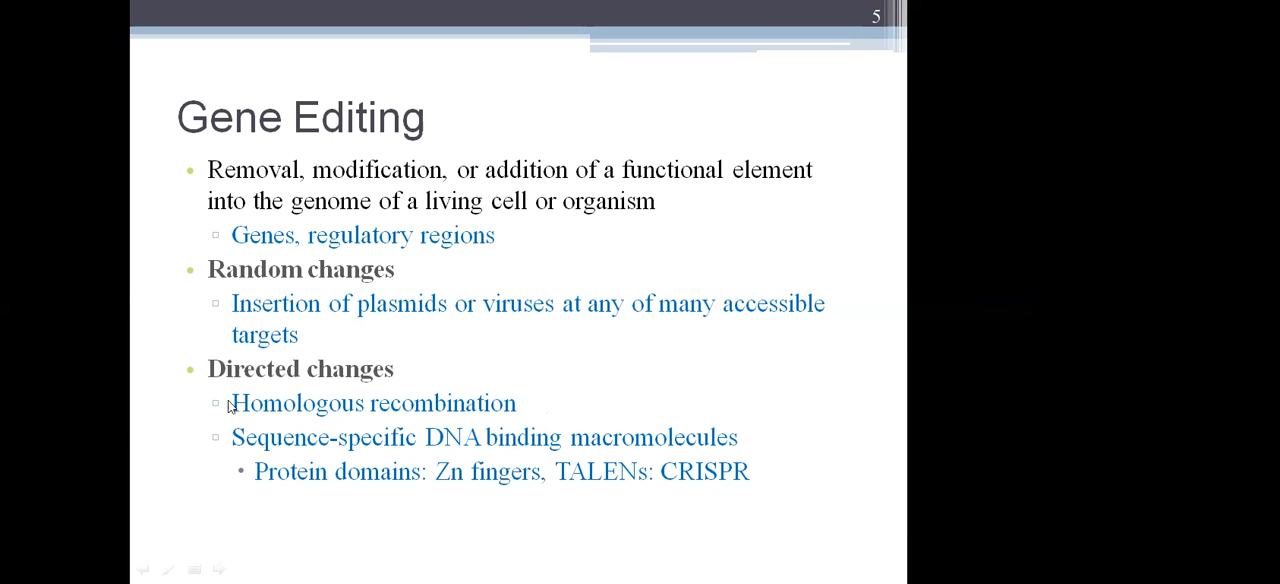 5
Gene Editing
• Removal, modification, or addition of a functional element
into the genome of a living cell or organism
▫ Genes, regulatory regions
• Random changes
▫ Insertion of plasmids or viruses at any of many accessible
targets
• Directed changes
▫ Homologous recombination
▫ Sequence-specific DNA binding macromolecules
• Protein domains: Zn fingers, TALENs: CRISPR